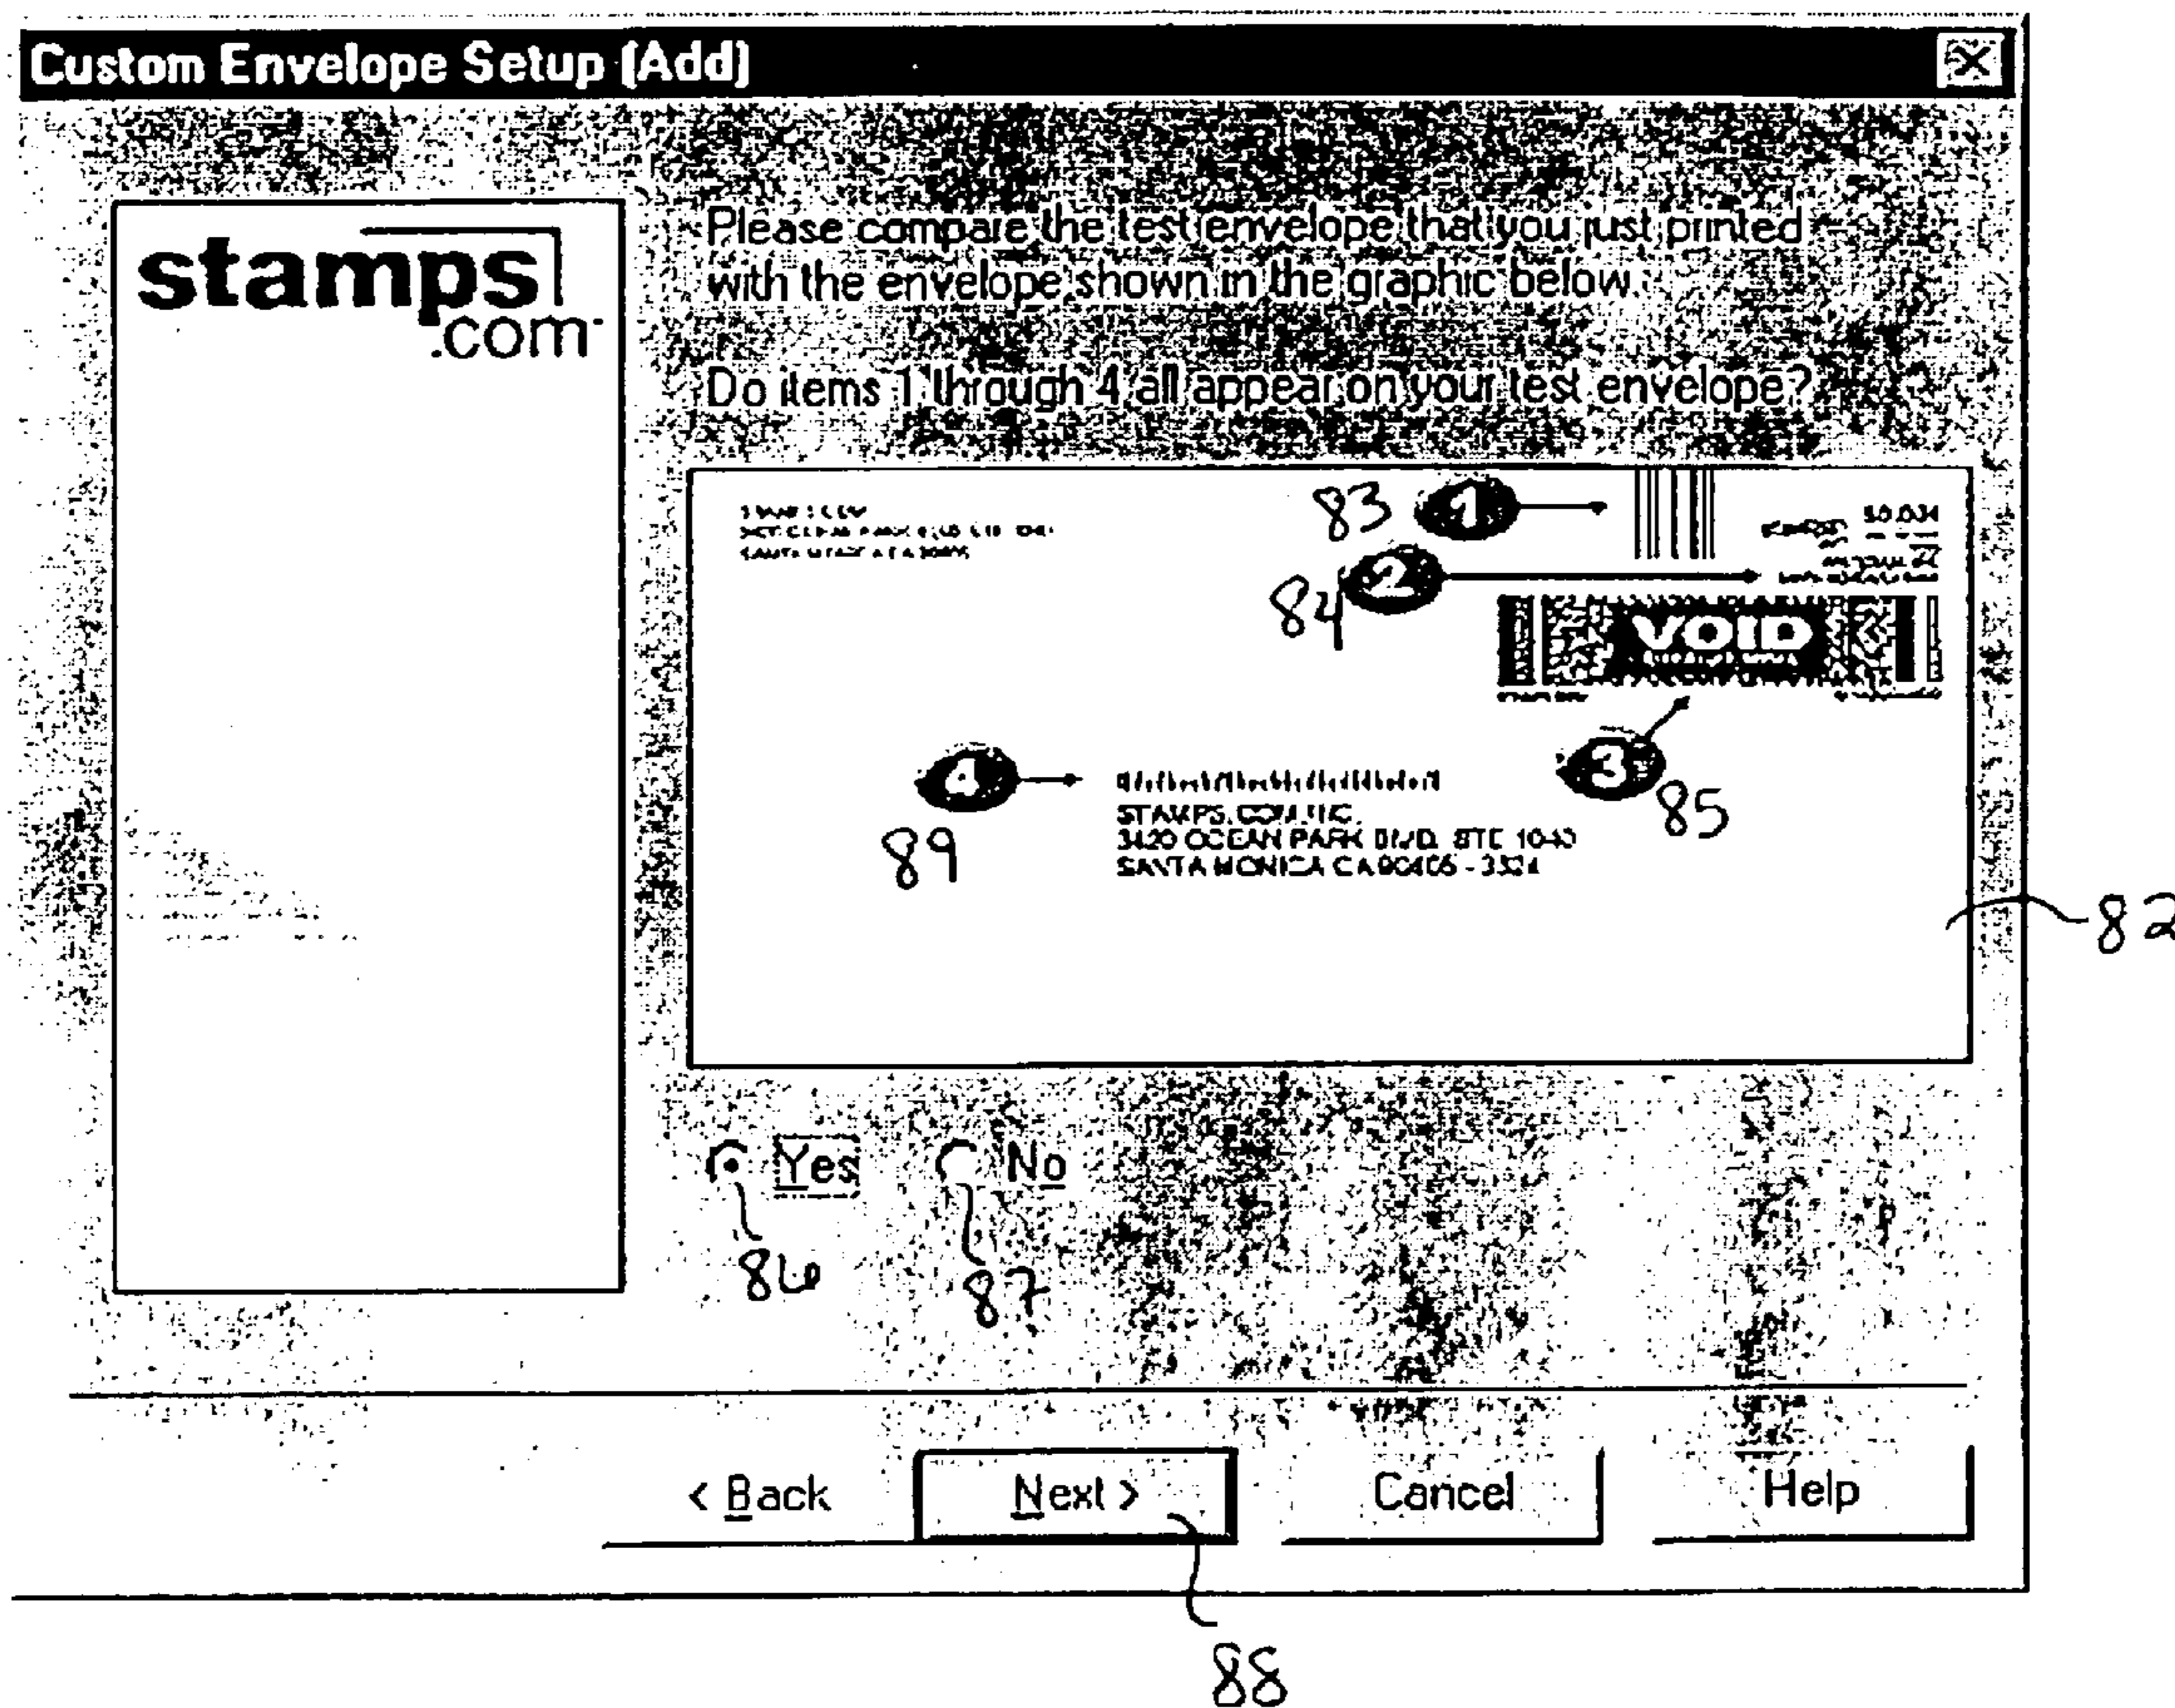 Custom Envelope Setup (Add)
stamps
.com
Please compare the test envelope that you just printed
with the envelope shown in the graphic below.
Do items 1 through 4 all appear on your test envelope?
83
1
84
2
VOID
3
85
4
89
STAMPS.COM INC.
3420 OCEAN PARK BLVD. STE 1040
SANTA MONICA CA 90405 -
82
Yes
No
86
87
< Back
Next >
Cancel
Help
88